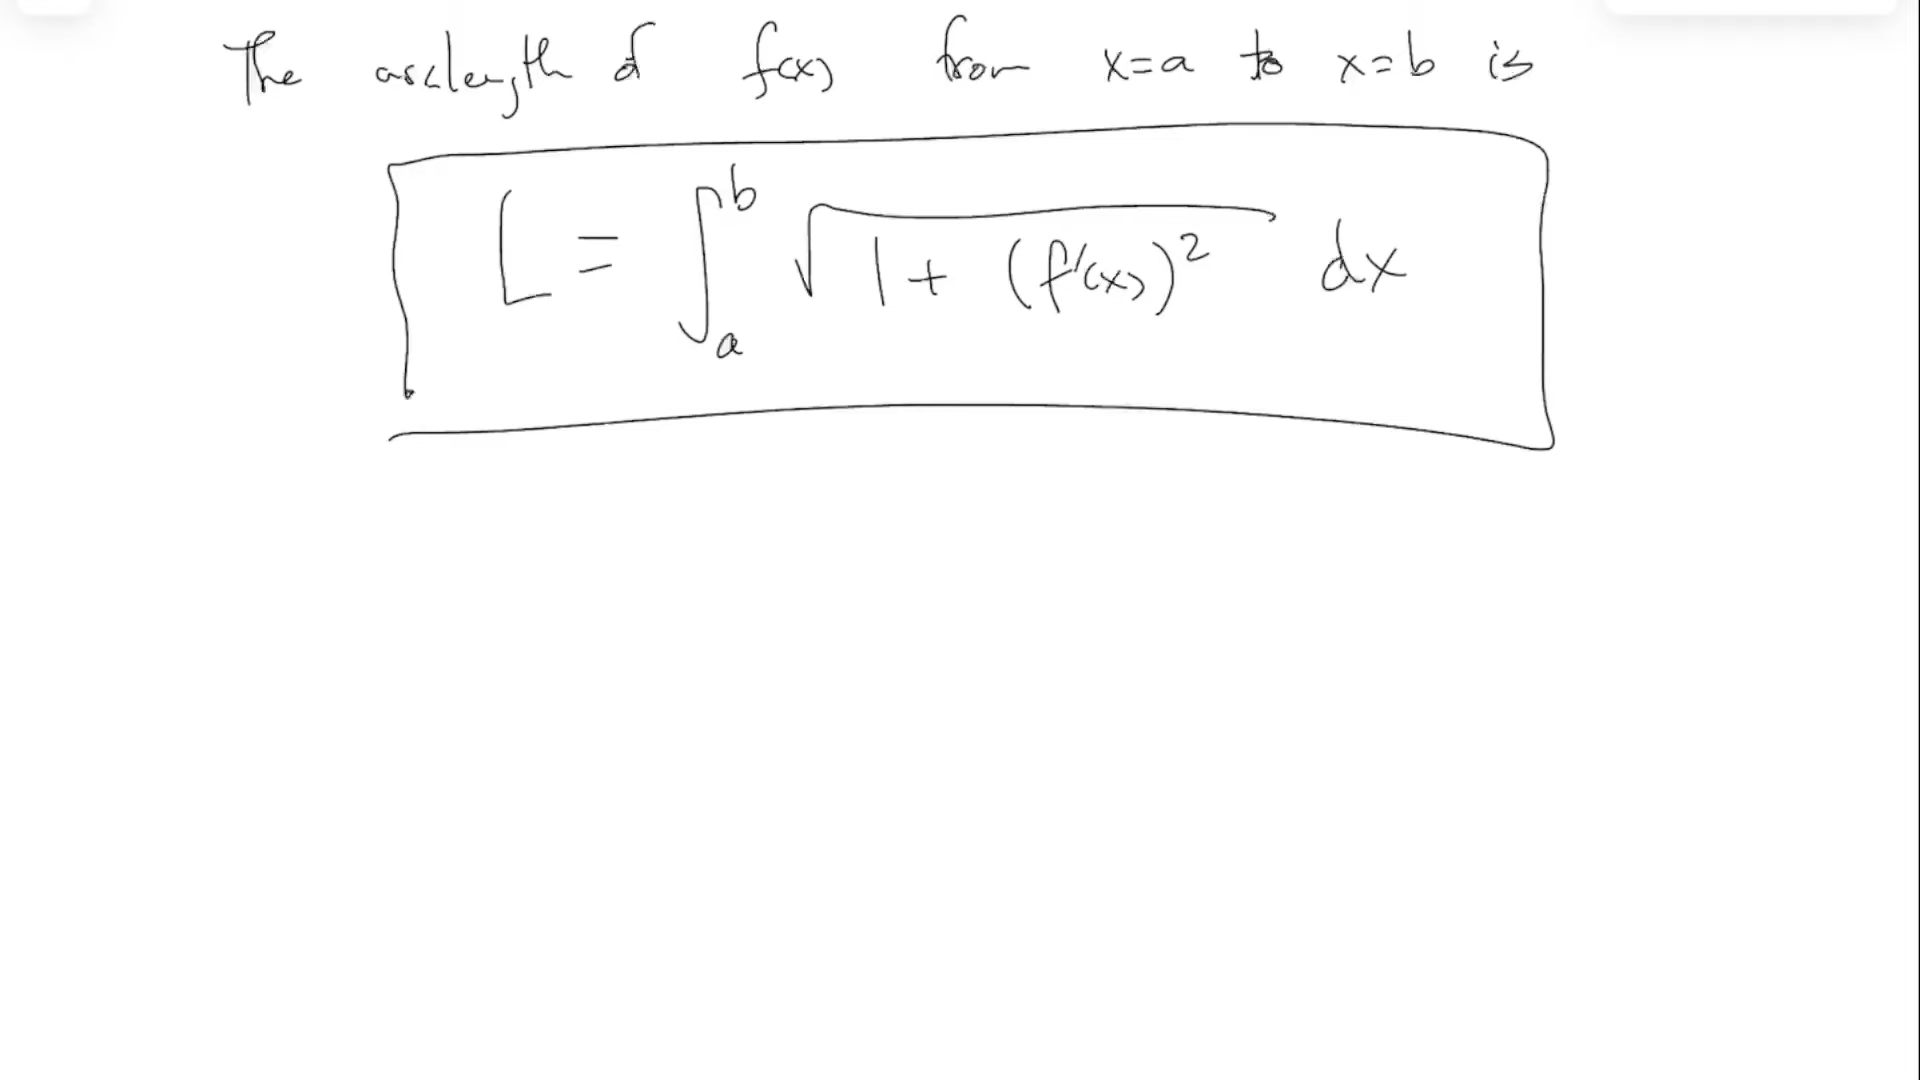 The arclength of f(x) from x=a to x=b is
L = ∫_a^b √(1 + (f'(x))²) dx